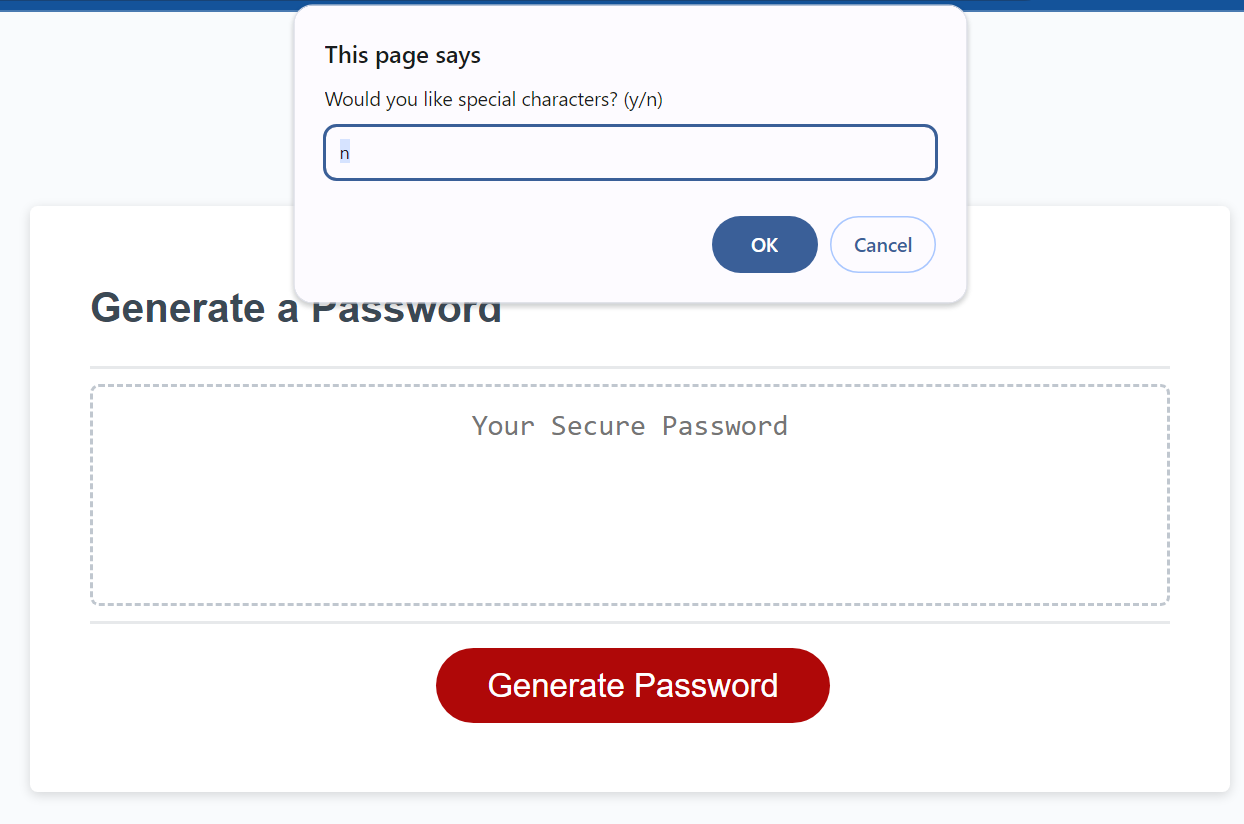 This page says
Would you like special characters? (y/n)
n
OK
Cancel
Generate a Password
Your Secure Password
Generate Password